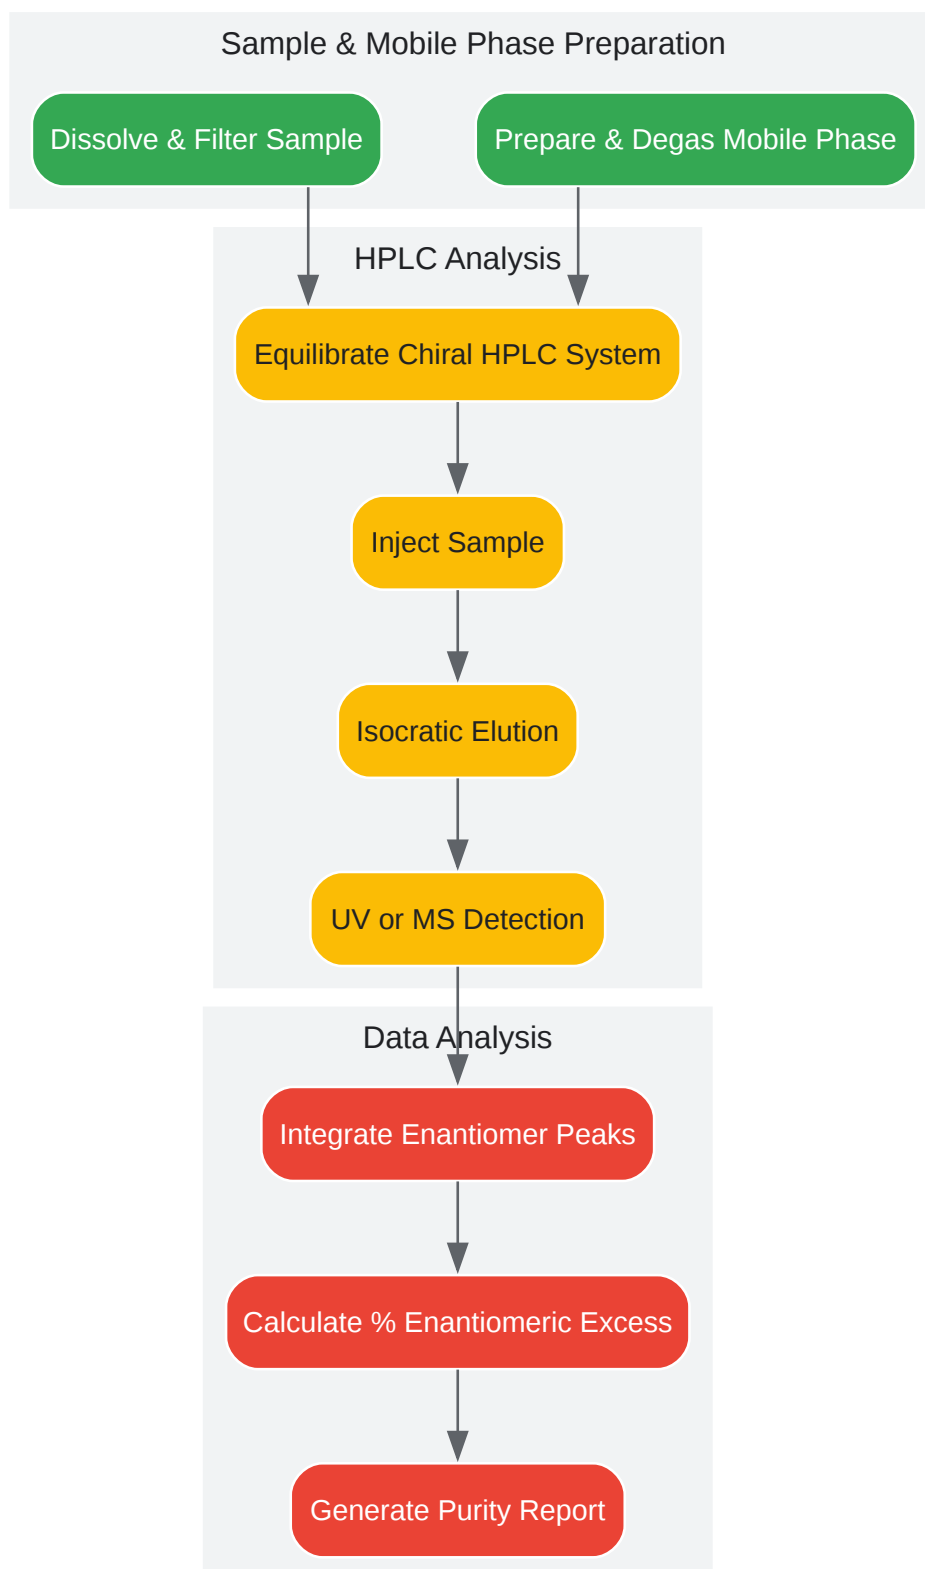 Sample & Mobile Phase Preparation
Dissolve & Filter Sample
Prepare & Degas Mobile Phase
HPLC Analysis
Equilibrate Chiral HPLC System
Inject Sample
Isocratic Elution
UV or MS Detection
Data Analysis
Integrate Enantiomer Peaks
Calculate % Enantiomeric Excess
Generate Purity Report